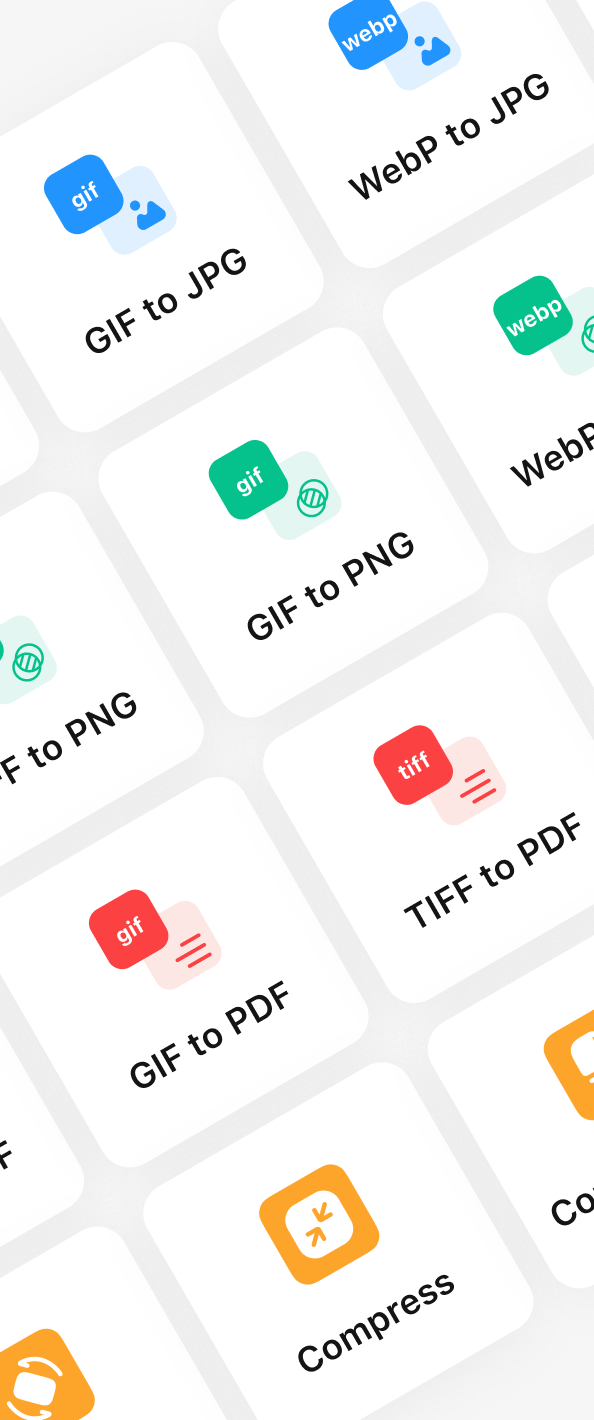 webp
WebP to JPG
gif
GIF to JPG
webp
WebP
gif
GIF to PNG
F to PNG
tiff
TIFF to PDF
gif
GIF to PDF
F
Co
Compress